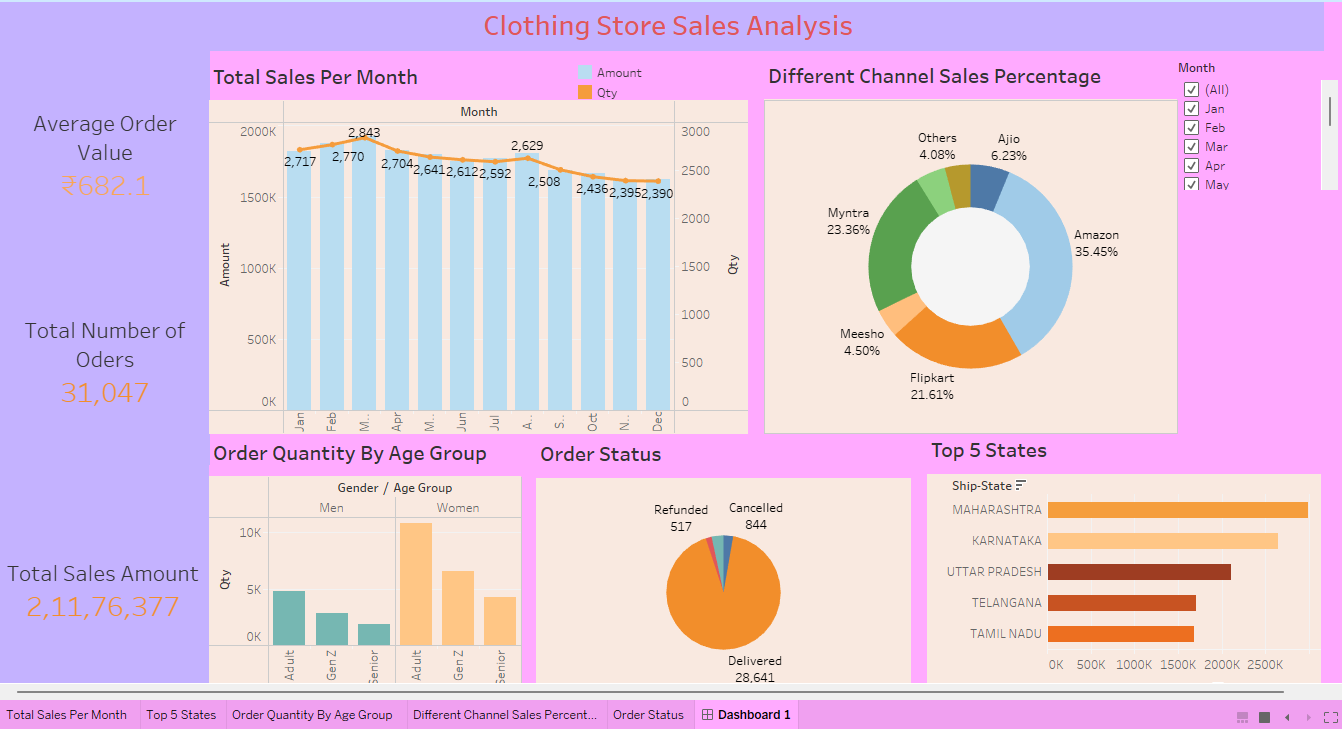 Clothing Store Sales Analysis
Average Order
Value
₹682.1
Total Number of
Oders
31,047
Total Sales Amount
2,11,76,377
Total Sales Per Month
Amount
Qty
Month
2000K
1500K
1000K
500K
0K
Amount
2,717
2,770
2,843
2,704
2,641
2,612
2,592
2,629
2,508
2,436
2,395
2,390
3000
2500
2000
1500
1000
500
0
Qty
Jan
Feb
M..
Apr
M..
Jun
Jul
A..
S..
Oct
N..
Dec
Different Channel Sales Percentage
Others
4.08%
Ajio
6.23%
Myntra
23.36%
Amazon
35.45%
Meesho
4.50%
Flipkart
21.61%
Month
(All)
Jan
Feb
Mar
Apr
May
Order Quantity By Age Group
Gender / Age Group
Men
Women
10K
5K
0K
Qty
Adult
Gen Z
Senior
Adult
Gen Z
Senior
Order Status
Refunded
517
Cancelled
844
Delivered
28,641
Top 5 States
Ship-State
MAHARASHTRA
KARNATAKA
UTTAR PRADESH
TELANGANA
TAMIL NADU
0K 500K 1000K 1500K 2000K 2500K
Total Sales Per Month
Top 5 States
Order Quantity By Age Group
Different Channel Sales Percent...
Order Status
Dashboard 1